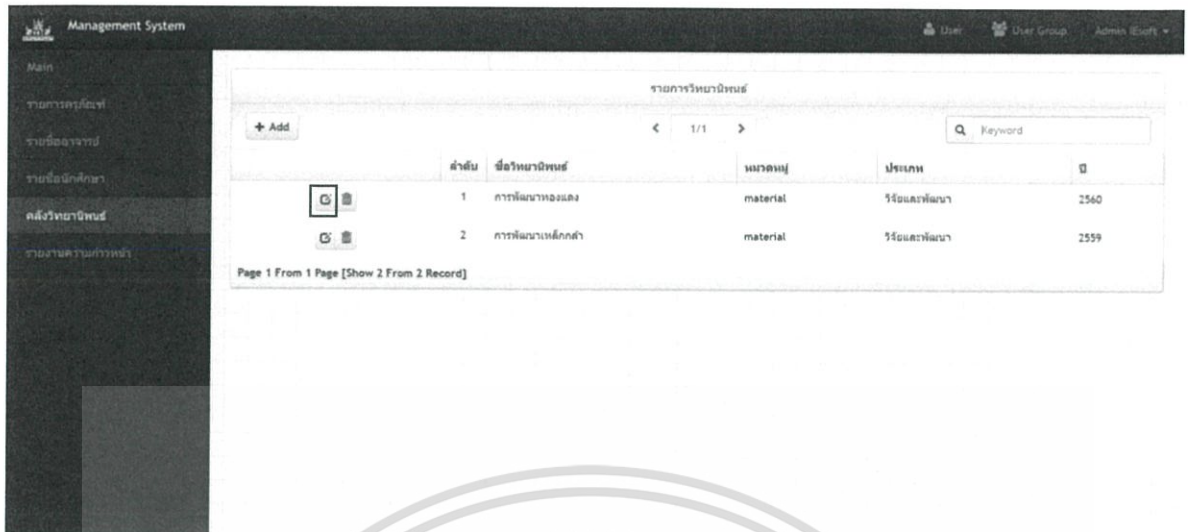 Management System
User
User Group
Admin IEsoft
Main
รายการครุภัณฑ์
รายชื่ออาจารย์
รายชื่อนักศึกษา
คลังวิทยานิพนธ์
รายงานความก้าวหน้า
รายการวิทยานิพนธ์
+ Add
1/1
Keyword
ลำดับ ชื่อวิทยานิพนธ์ หมวดหมู่ ประเภท ปี
1 การพัฒนาทองแดง material วิจัยและพัฒนา 2560
2 การพัฒนาเหล็กกล้า material วิจัยและพัฒนา 2559
Page 1 From 1 Page [Show 2 From 2 Record]